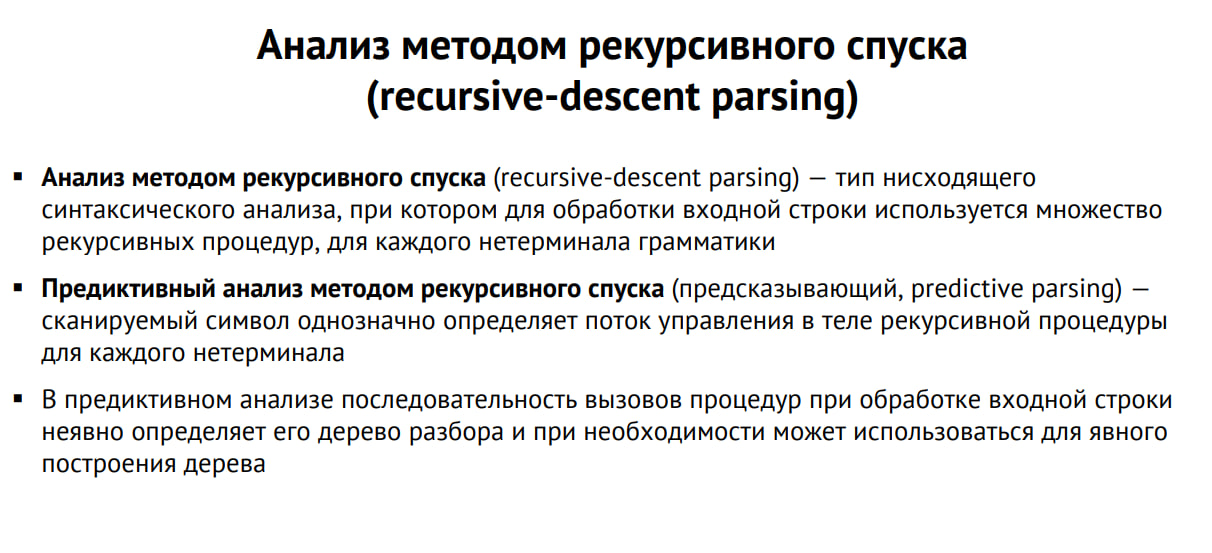 Анализ методом рекурсивного спуска
(recursive-descent parsing)
▪ Анализ методом рекурсивного спуска (recursive-descent parsing) — тип нисходящего
синтаксического анализа, при котором для обработки входной строки используется множество
рекурсивных процедур, для каждого нетерминала грамматики
▪ Предиктивный анализ методом рекурсивного спуска (предсказывающий, predictive parsing) —
сканируемый символ однозначно определяет поток управления в теле рекурсивной процедуры
для каждого нетерминала
▪ В предиктивном анализе последовательность вызовов процедур при обработке входной строки
неявно определяет его дерево разбора и при необходимости может использоваться для явного
построения дерева